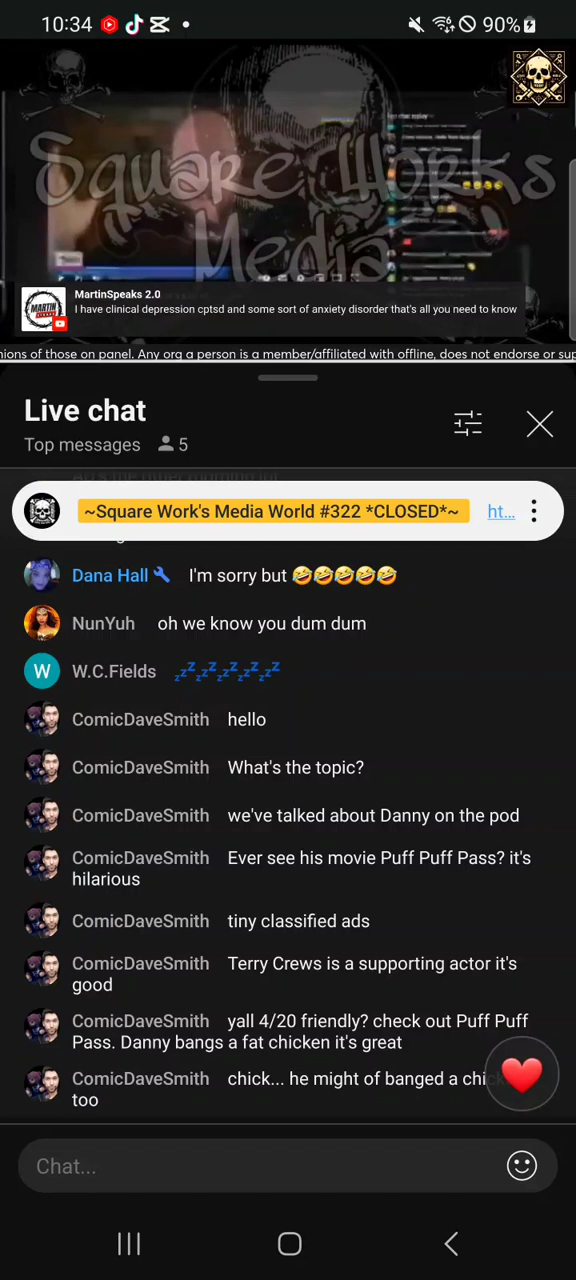 10:34
90%
Square Works
Media
MartinSpeaks 2.0
MARTIN
I have clinical depression cptsd and some sort of anxiety disorder that's all you need to know
nions of those on panel. Any org a person is a member/affiliated with offline, does not endorse or sup
Live chat
Top messages 5
~Square Work's Media World #322 *CLOSED*~ ht...
Dana Hall I'm sorry but 🤣🤣🤣🤣🤣
NunYuh oh we know you dum dum
W W.C.Fields zzZzzZzzZzzZzzZ
ComicDaveSmith hello
ComicDaveSmith What's the topic?
ComicDaveSmith we've talked about Danny on the pod
ComicDaveSmith Ever see his movie Puff Puff Pass? it's
hilarious
ComicDaveSmith tiny classified ads
ComicDaveSmith Terry Crews is a supporting actor it's
good
ComicDaveSmith yall 4/20 friendly? check out Puff Puff
Pass. Danny bangs a fat chicken it's great
ComicDaveSmith chick... he might of banged a chic
too
Chat...